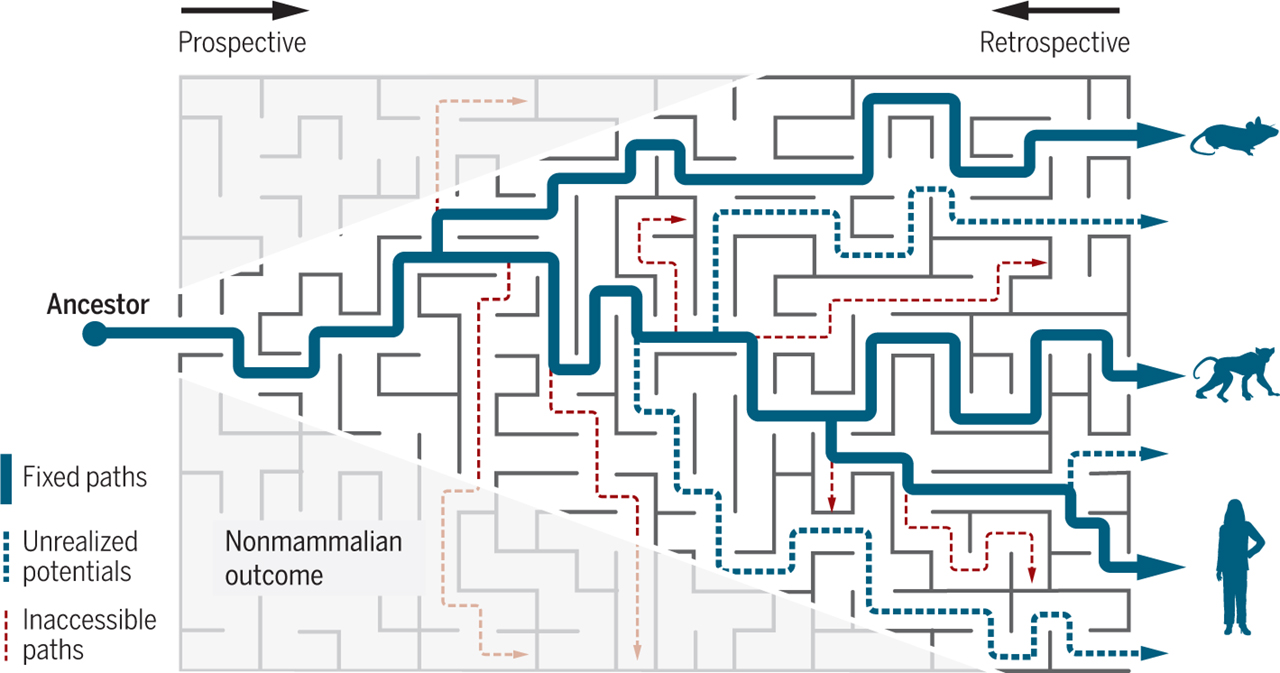 Prospective
Retrospective
Ancestor
Fixed paths
Unrealized
potentials
Inaccessible
paths
Nonmammalian
outcome